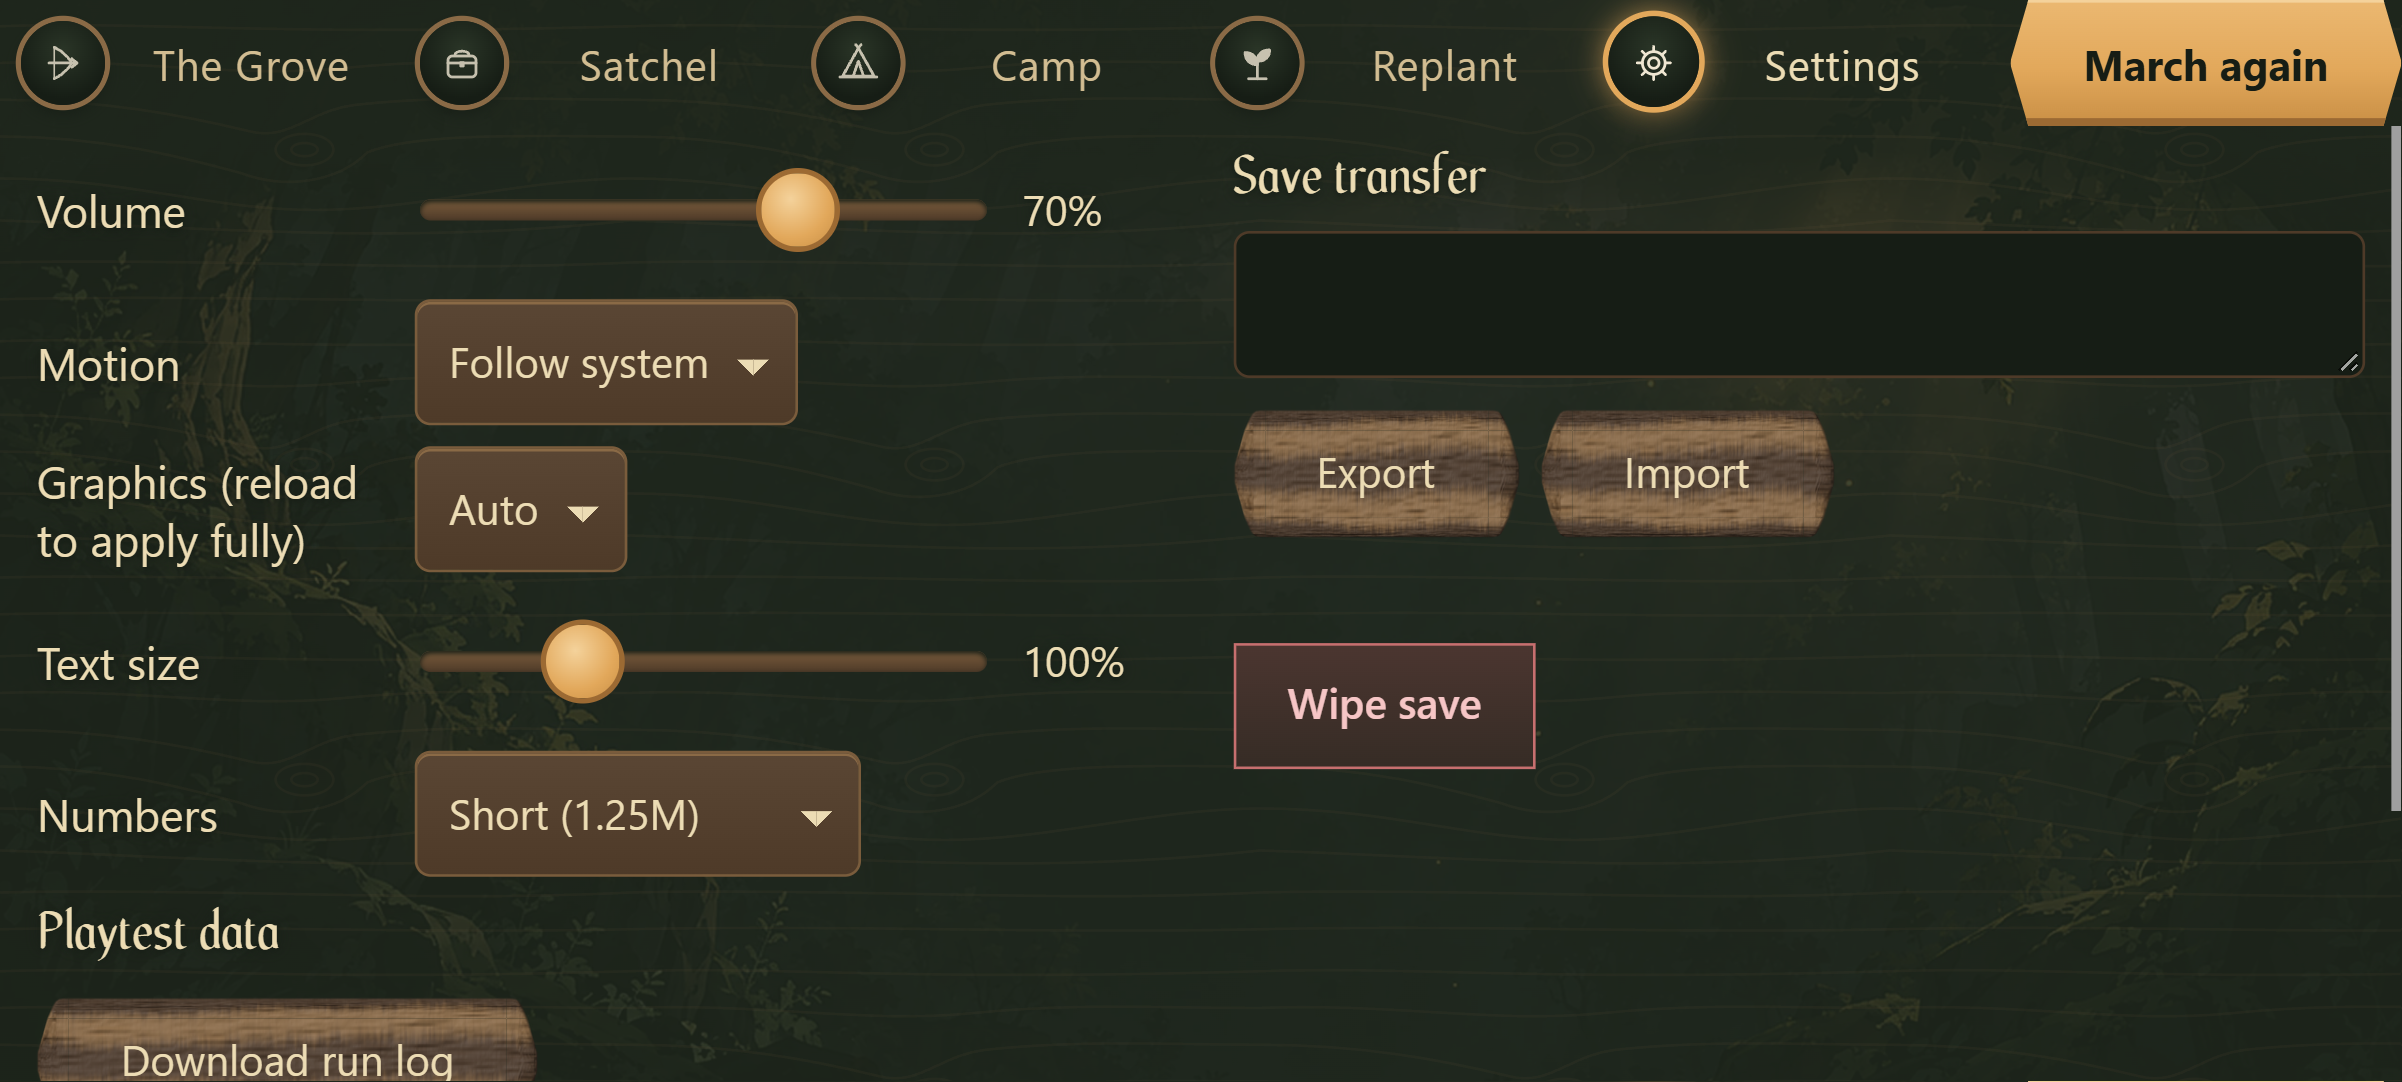 The Grove
Satchel
Camp
Replant
Settings
March again
Volume
70%
Motion
Follow system
Graphics (reload
to apply fully)
Auto
Text size
100%
Numbers
Short (1.25M)
Playtest data
Download run log
Save transfer
Export
Import
Wipe save